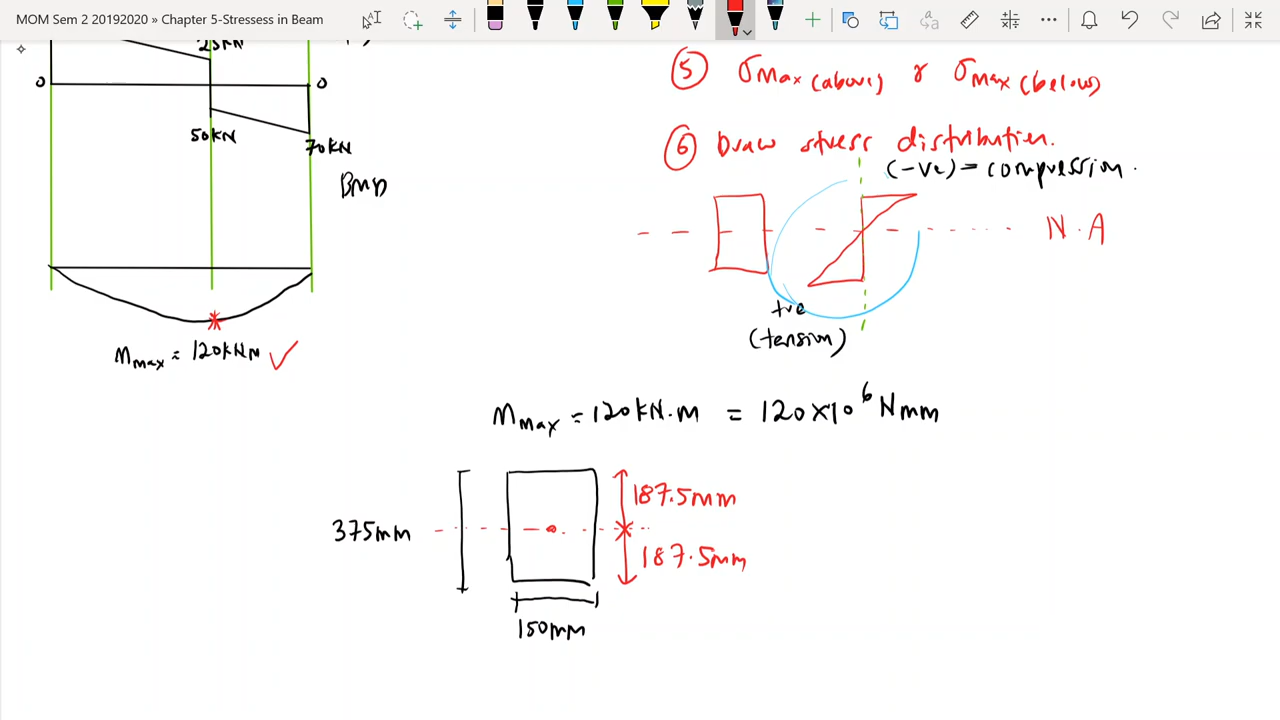 MOM Sem 2 20192020 » Chapter 5-Stressess in Beam
25KN
0
0
50KN
70KN
BMD
Mmax = 120KNm ✓
⑤ σMax (above) & σMax (below)
⑥ Draw stress distribution.
(-ve) = compression.
N.A
+ve
(tension)
Mmax = 120KN.m = 120×10⁶ Nmm
187.5mm
375mm
187.5mm
150mm